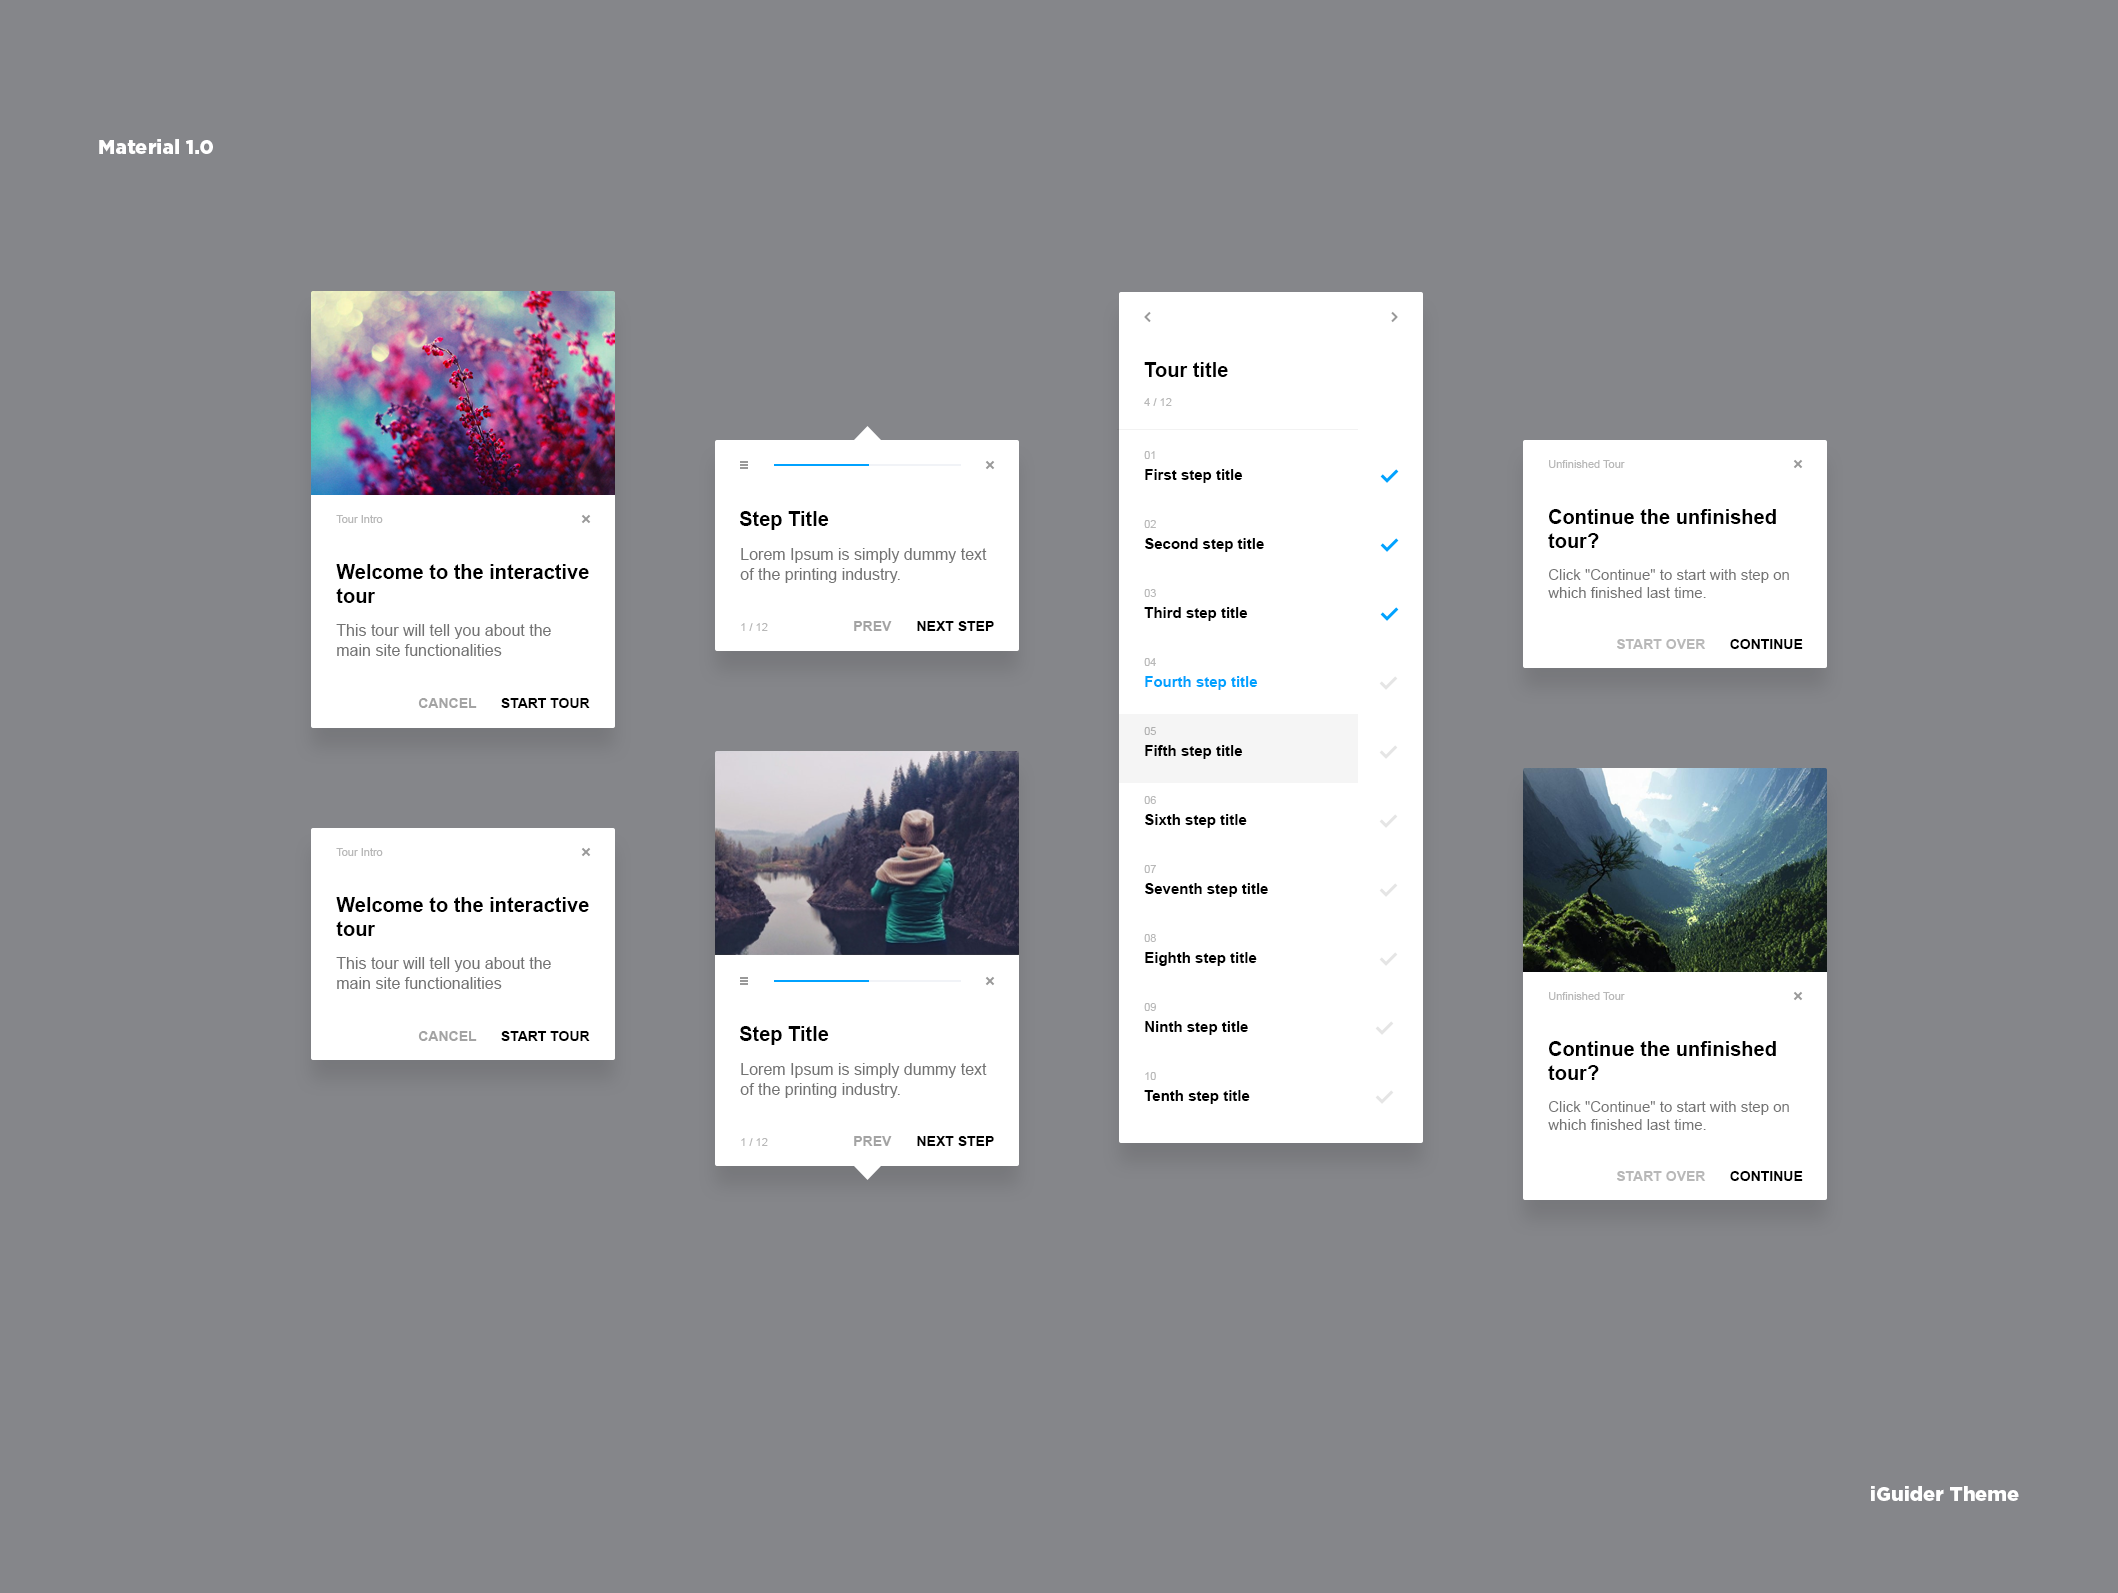 Material 1.0
Tour Intro
Welcome to the interactive
tour
This tour will tell you about the
main site functionalities
CANCEL START TOUR
Tour Intro
Welcome to the interactive
tour
This tour will tell you about the
main site functionalities
CANCEL START TOUR
Step Title
Lorem Ipsum is simply dummy text
of the printing industry.
1 / 12 PREV NEXT STEP
Step Title
Lorem Ipsum is simply dummy text
of the printing industry.
1 / 12 PREV NEXT STEP
Tour title
4 / 12
01
First step title
02
Second step title
03
Third step title
04
Fourth step title
05
Fifth step title
06
Sixth step title
07
Seventh step title
08
Eighth step title
09
Ninth step title
10
Tenth step title
Unfinished Tour
Continue the unfinished
tour?
Click "Continue" to start with step on
which finished last time.
START OVER CONTINUE
Unfinished Tour
Continue the unfinished
tour?
Click "Continue" to start with step on
which finished last time.
START OVER CONTINUE
iGuider Theme